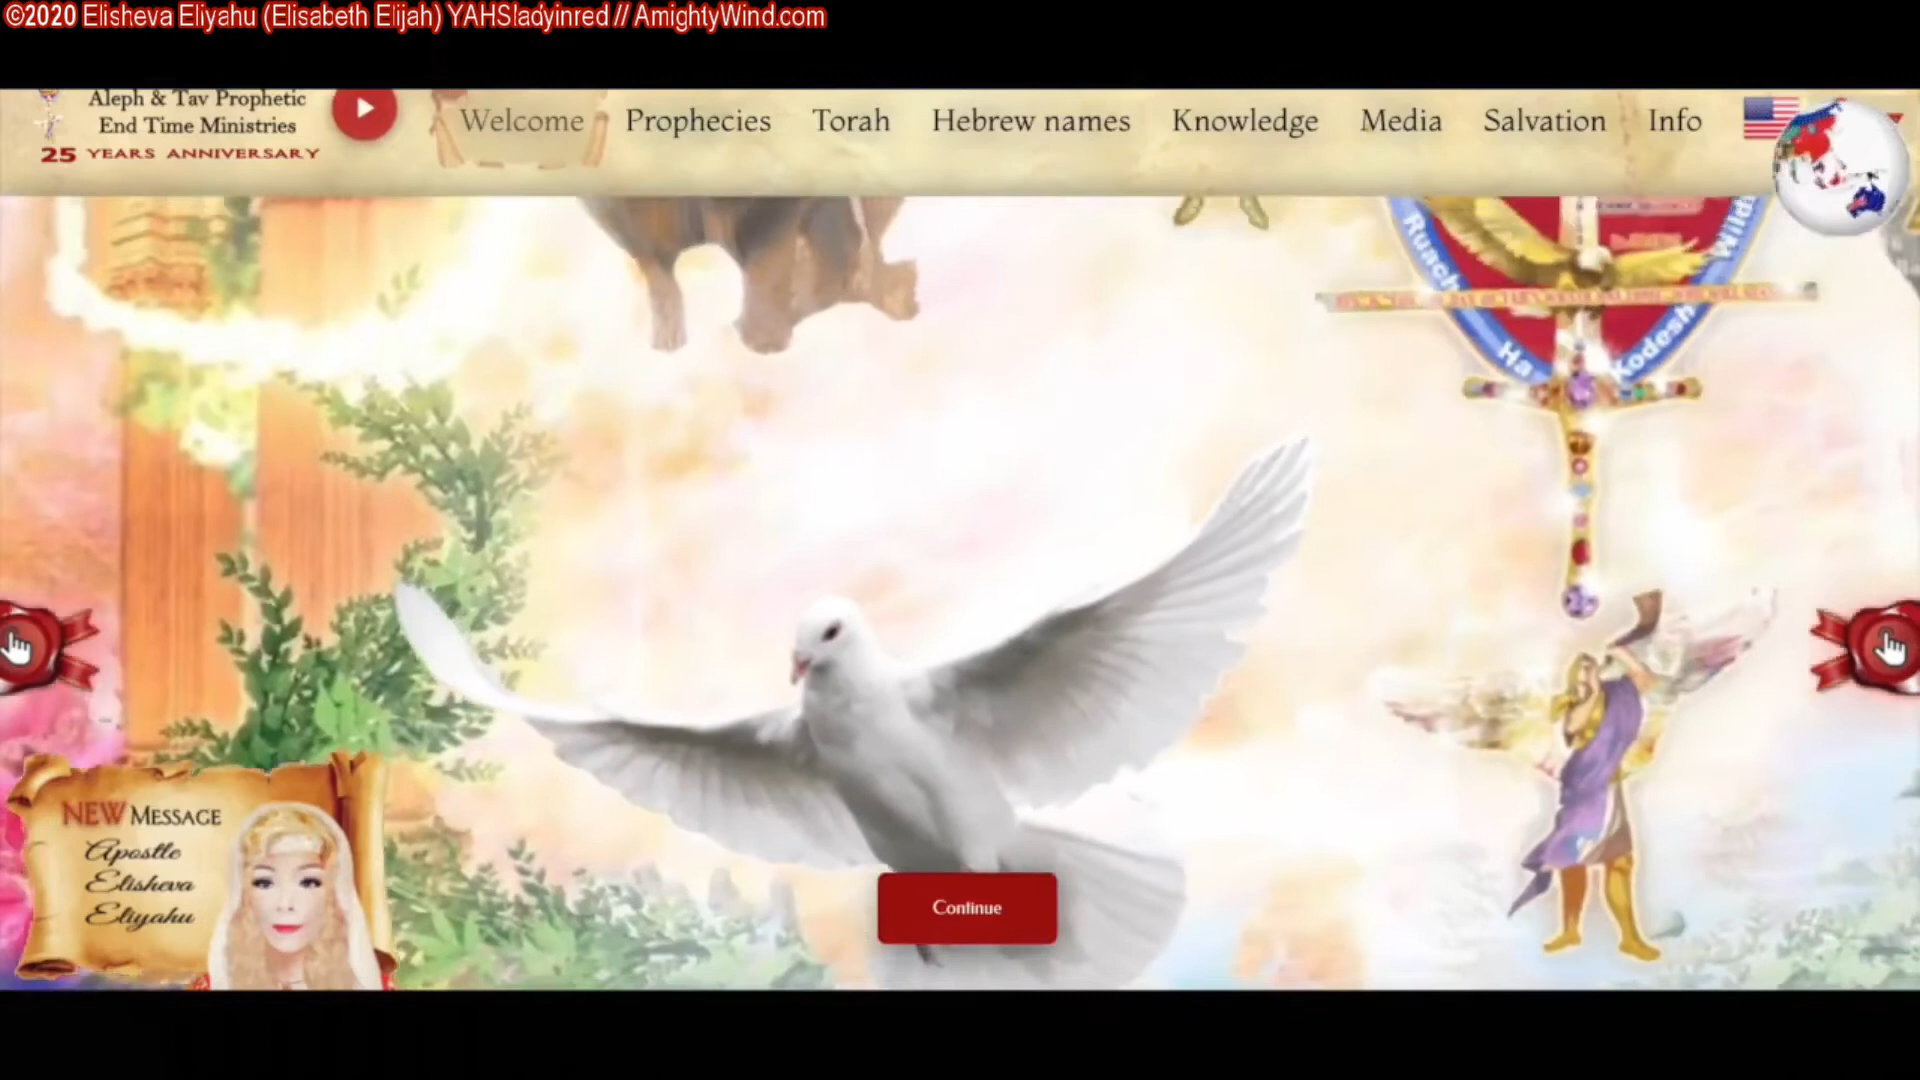 ©2020 Elisheva Eliyahu (Elisabeth Elijah) YAHSladyinred // AmightyWind.com
Aleph & Tav Prophetic
End Time Ministries
25 YEARS ANNIVERSARY
Welcome
Prophecies
Torah
Hebrew names
Knowledge
Media
Salvation
Info
Ruach
Ha
Kodesh
Wild
NEW MESSAGE
Apostle
Elisheva
Eliyahu
Continue